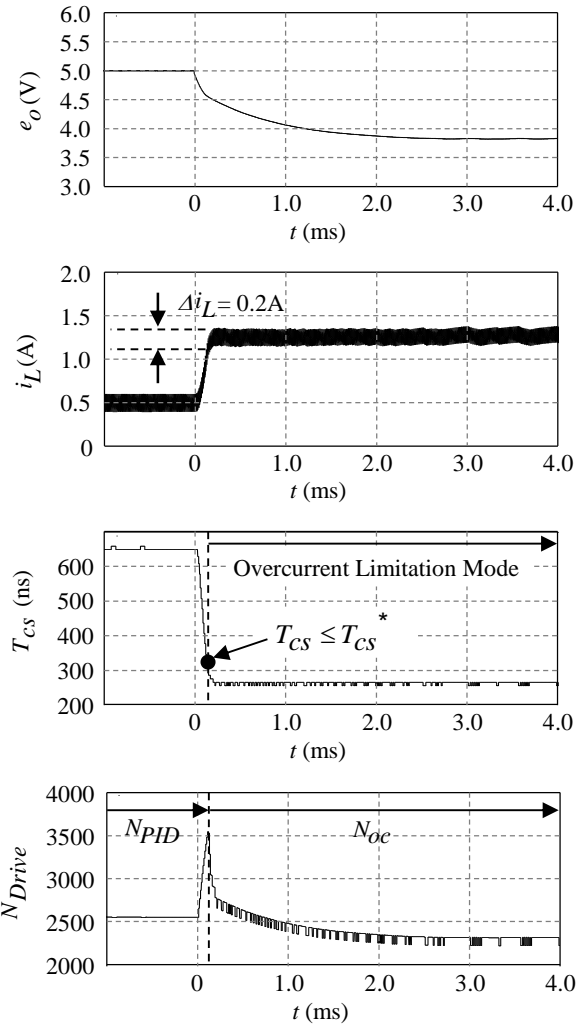 6.0
5.5
5.0
4.5
4.0
3.5
3.0
e_o (V)
0 1.0 2.0 3.0 4.0
t (ms)
2.0
1.5
1.0
0.5
0
i_L (A)
Δi_L = 0.2A
0 1.0 2.0 3.0 4.0
t (ms)
600
500
400
300
200
T_cs (ns)
Overcurrent Limitation Mode
T_cs ≤ T_cs*
0 1.0 2.0 3.0 4.0
t (ms)
4000
3500
3000
2500
2000
N_Drive
N_PID
N_oc
0 1.0 2.0 3.0 4.0
t (ms)